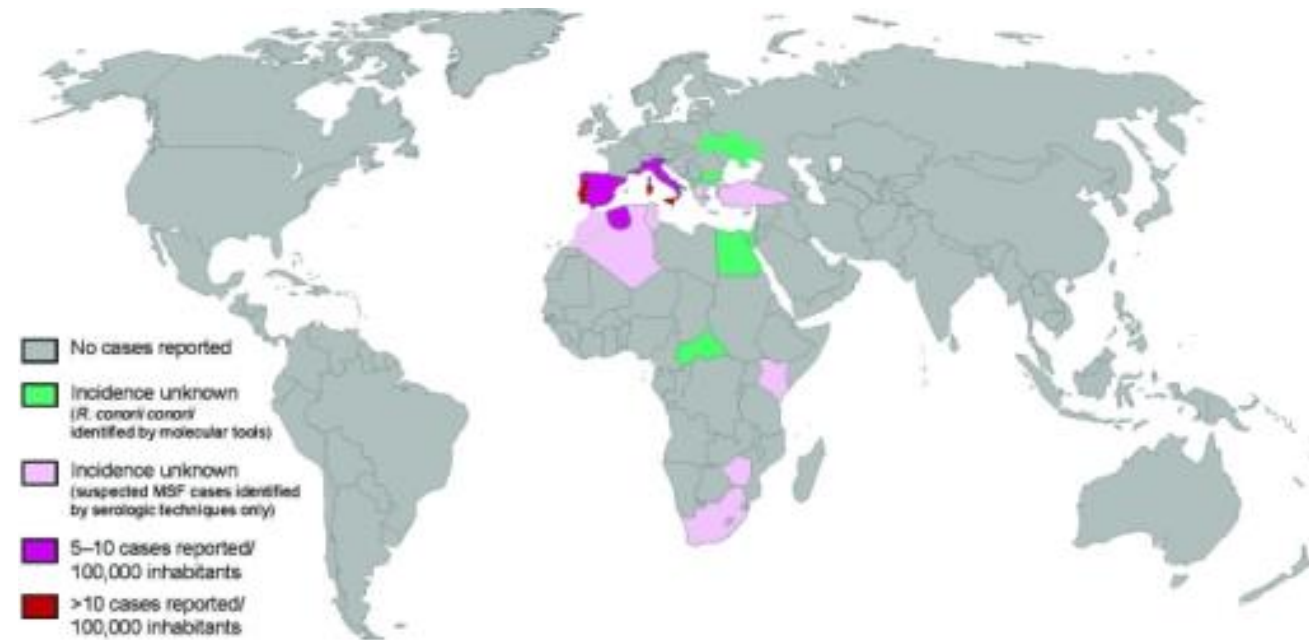 No cases reported
Incidence unknown
(R. conorii conorii
identified by molecular tools)
Incidence unknown
(suspected MSF cases identified
by serologic techniques only)
5–10 cases reported/
100,000 inhabitants
>10 cases reported/
100,000 inhabitants